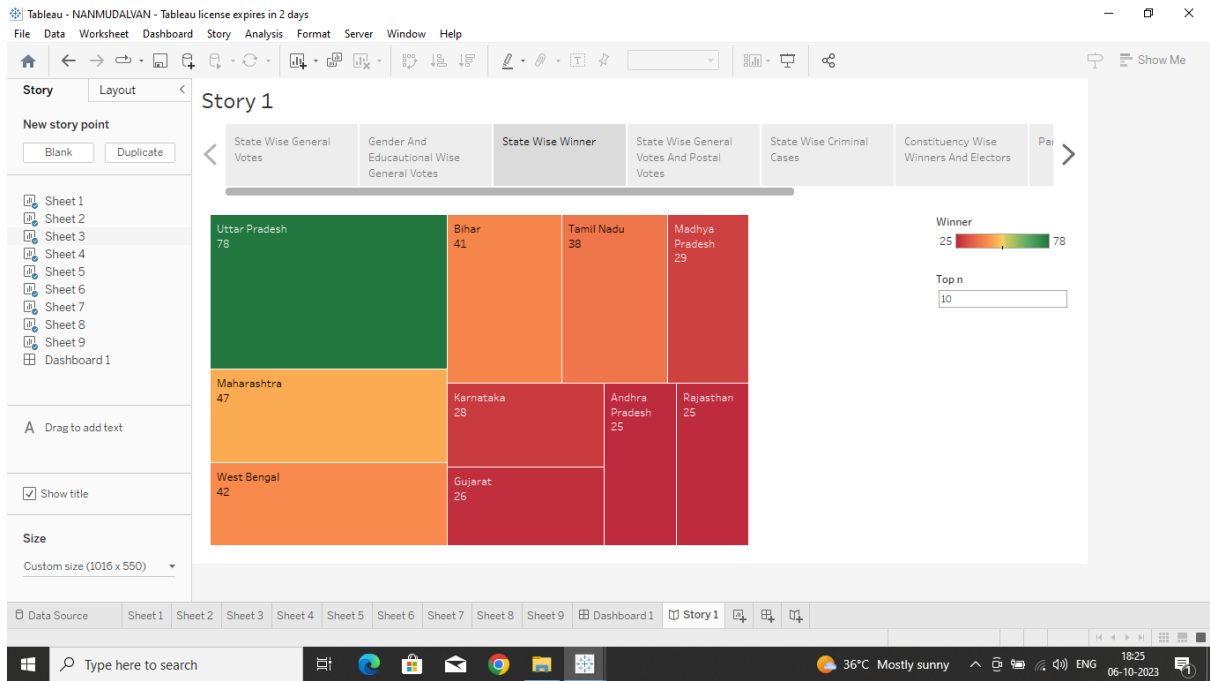 Tableau - NANMUDALVAN - Tableau license expires in 2 days
File Data Worksheet Dashboard Story Analysis Format Server Window Help
Show Me
Story Layout
New story point
Blank Duplicate
Sheet 1
Sheet 2
Sheet 3
Sheet 4
Sheet 5
Sheet 6
Sheet 7
Sheet 8
Sheet 9
Dashboard 1
A Drag to add text
Show title
Size
Custom size (1016 x 550)
Story 1
State Wise General
Votes
Gender And
Educautional Wise
General Votes
State Wise Winner
State Wise General
Votes And Postal
Votes
State Wise Criminal
Cases
Constituency Wise
Winners And Electors
Uttar Pradesh
78
Maharashtra
47
West Bengal
42
Bihar
41
Tamil Nadu
38
Madhya
Pradesh
29
Karnataka
28
Gujarat
26
Andhra
Pradesh
25
Rajasthan
25
Winner
25 78
Top n
10
Data Source Sheet 1 Sheet 2 Sheet 3 Sheet 4 Sheet 5 Sheet 6 Sheet 7 Sheet 8 Sheet 9 Dashboard 1 Story 1
Type here to search
36°C Mostly sunny
ENG
18:25
06-10-2023
1